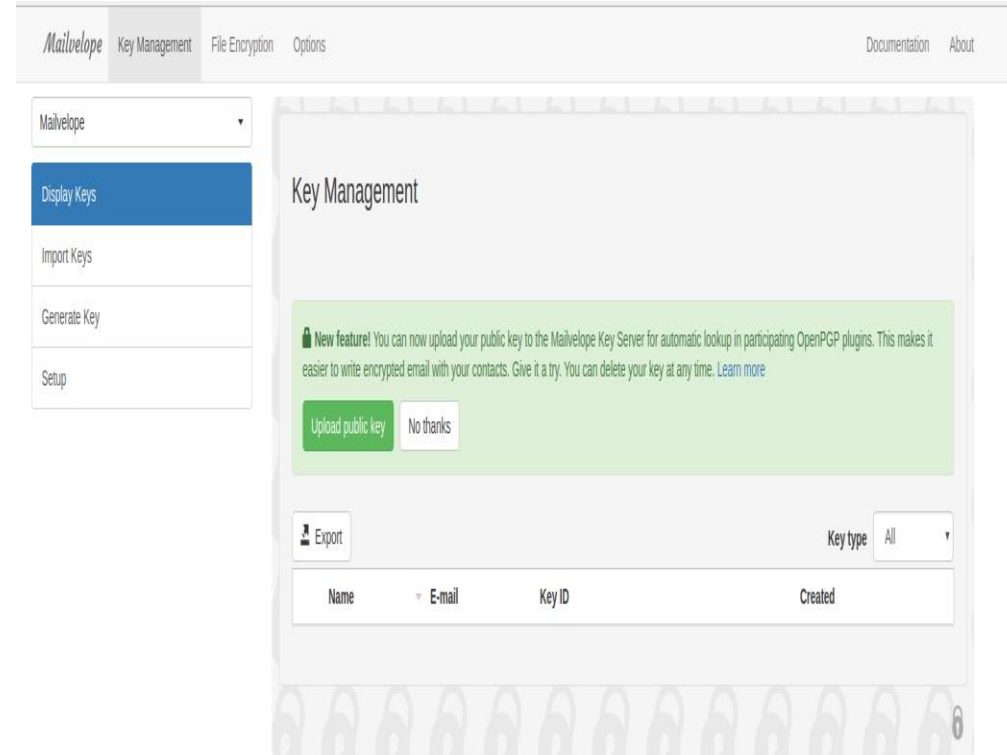 Mailvelope Key Management File Encryption Options Documentation About
Mailvelope
Display Keys
Import Keys
Generate Key
Setup
Key Management
New feature! You can now upload your public key to the Mailvelope Key Server for automatic lookup in participating OpenPGP plugins. This makes it
easier to write encrypted email with your contacts. Give it a try. You can delete your key at any time. Learn more
Upload public key No thanks
Export Key type All
Name E-mail Key ID Created